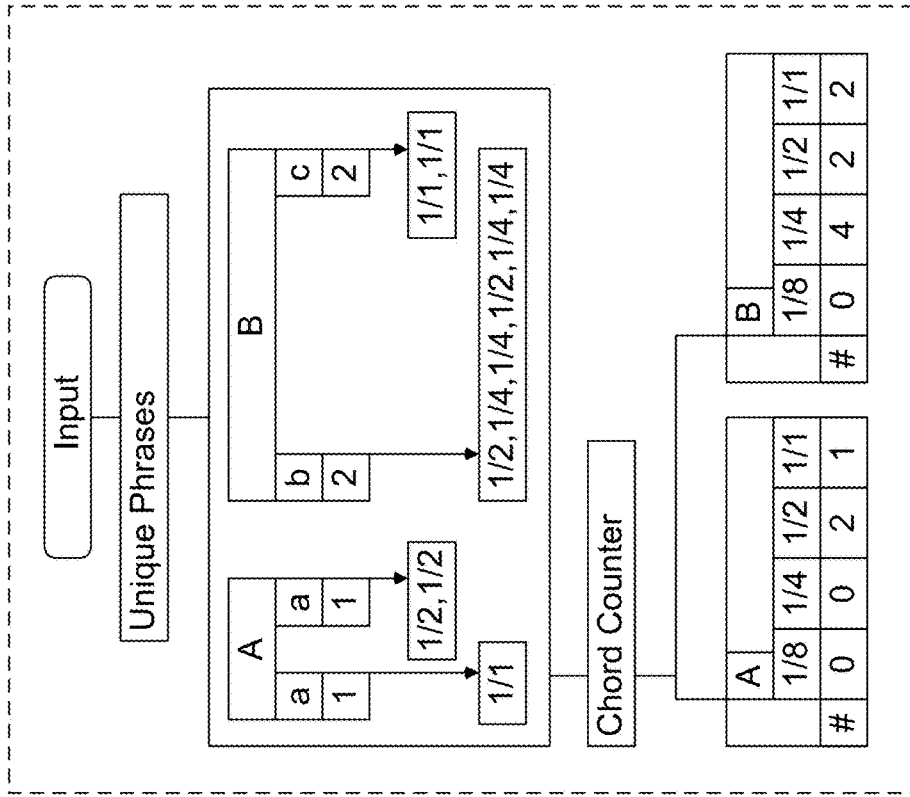 Input
Unique Phrases
A
B
a
a
b
c
1
1
2
2
1/2,1/2
1/1,1/1
1/1
1/2,1/4,1/4,1/2,1/4,1/4
Chord Counter
A
B
1/8 1/4 1/2 1/1
1/8 1/4 1/2 1/1
# 0 0 2 1
# 0 4 2 2